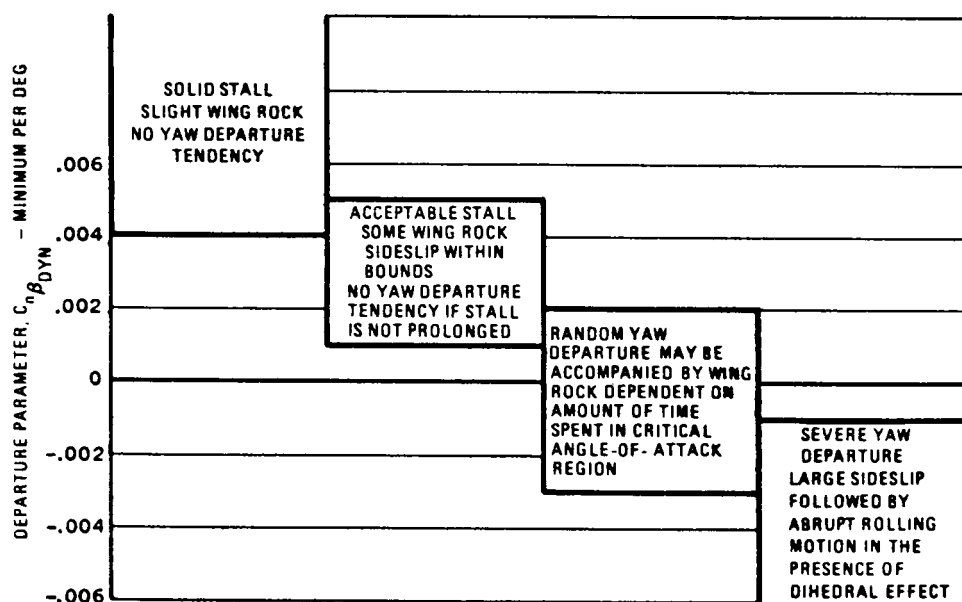 DEPARTURE PARAMETER, CnβDYN – MINIMUM PER DEG
.006
.004
.002
0
-.002
-.004
-.006
SOLID STALL
SLIGHT WING ROCK
NO YAW DEPARTURE
TENDENCY
ACCEPTABLE STALL
SOME WING ROCK
SIDESLIP WITHIN
BOUNDS
NO YAW DEPARTURE
TENDENCY IF STALL
IS NOT PROLONGED
RANDOM YAW
DEPARTURE MAY BE
ACCOMPANIED BY WING
ROCK DEPENDENT ON
AMOUNT OF TIME
SPENT IN CRITICAL
ANGLE-OF- ATTACK
REGION
SEVERE YAW
DEPARTURE
LARGE SIDESLIP
FOLLOWED BY
ABRUPT ROLLING
MOTION IN THE
PRESENCE OF
DIHEDRAL EFFECT